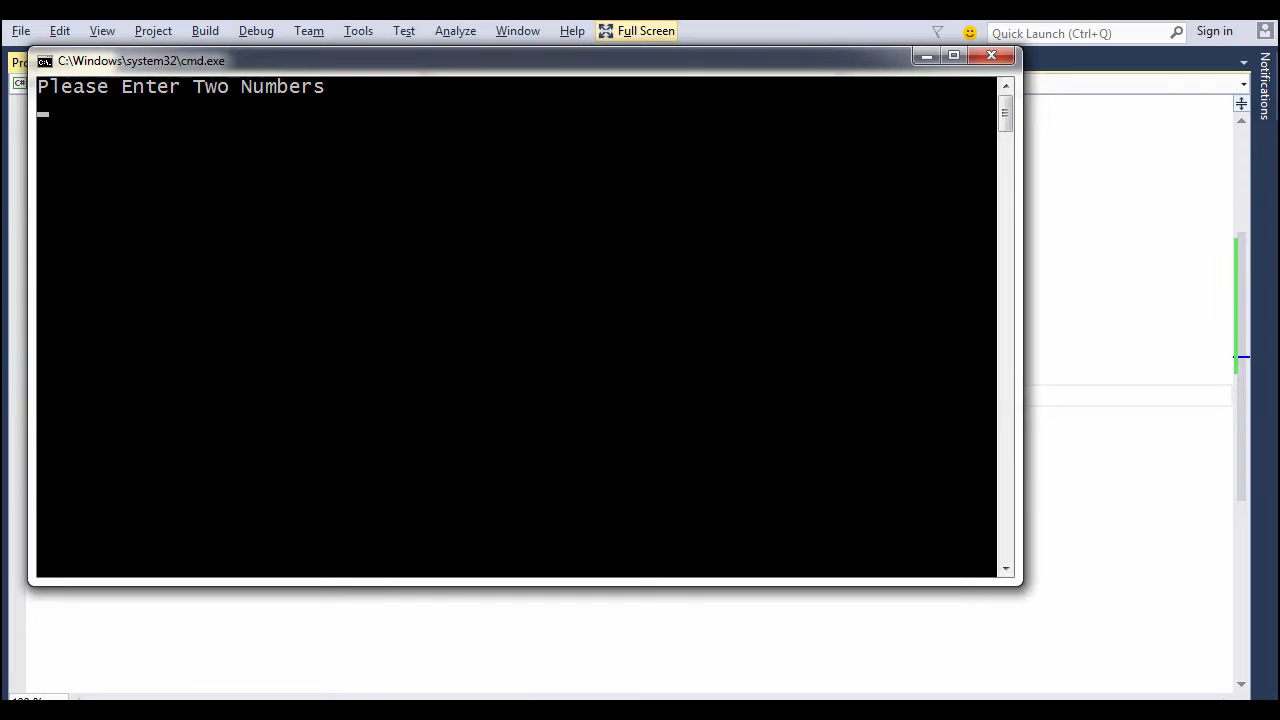 File Edit View Project Build Debug Team Tools Test Analyze Window Help Full Screen Quick Launch (Ctrl+Q) Sign in
C:\Windows\system32\cmd.exe
Please Enter Two Numbers
Notifications
C#